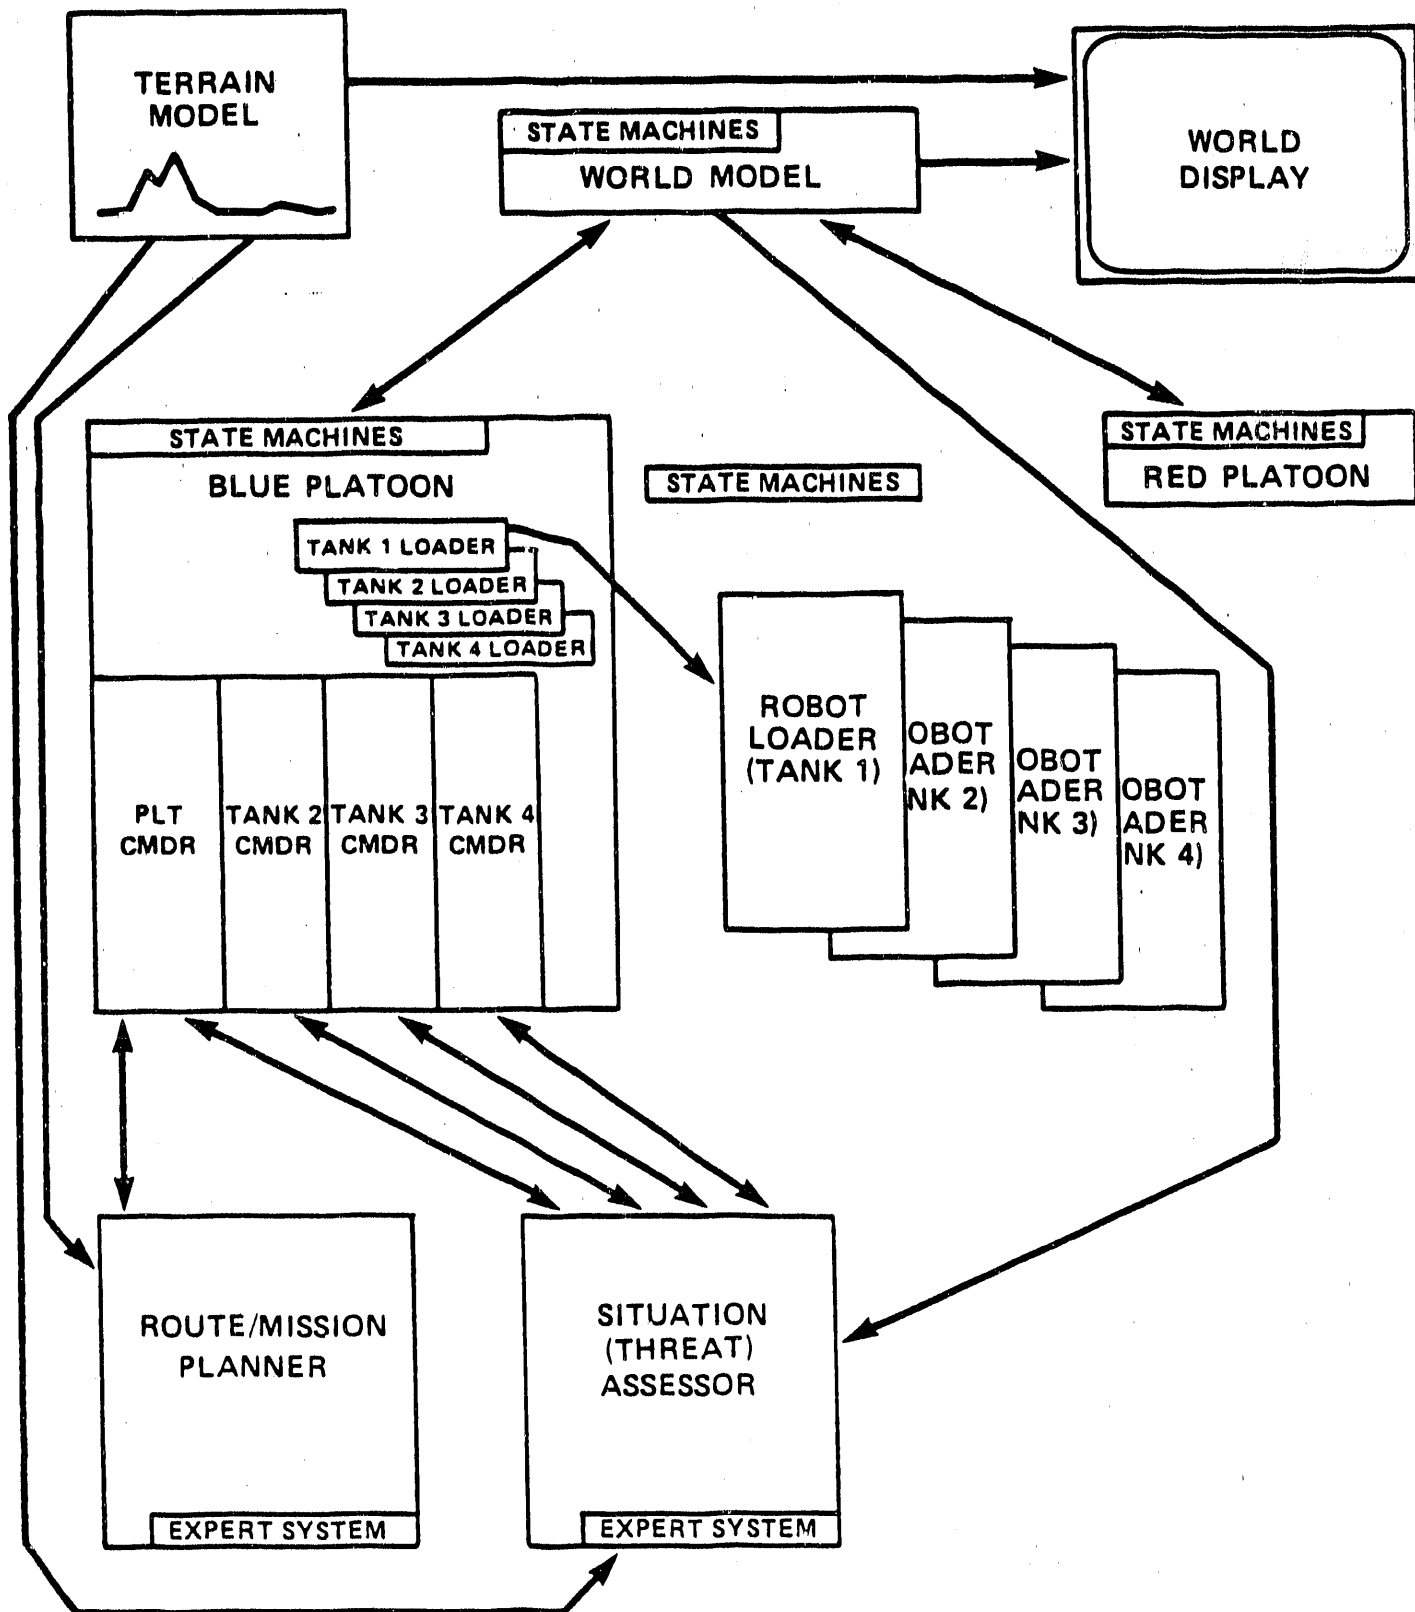 TERRAIN
MODEL
STATE MACHINES
WORLD MODEL
WORLD
DISPLAY
STATE MACHINES
BLUE PLATOON
TANK 1 LOADER
TANK 2 LOADER
TANK 3 LOADER
TANK 4 LOADER
PLT
CMDR
TANK 2
CMDR
TANK 3
CMDR
TANK 4
CMDR
STATE MACHINES
STATE MACHINES
RED PLATOON
ROBOT
LOADER
(TANK 1)
OBOT
ADER
NK 2)
OBOT
ADER
NK 3)
OBOT
ADER
NK 4)
ROUTE/MISSION
PLANNER
EXPERT SYSTEM
SITUATION
(THREAT)
ASSESSOR
EXPERT SYSTEM